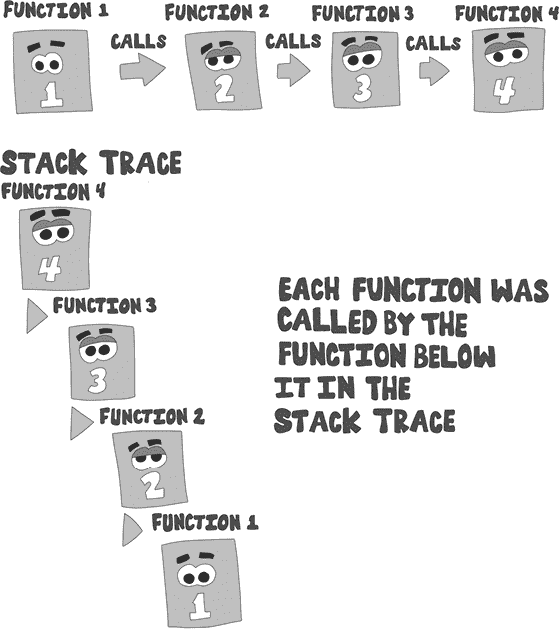 FUNCTION 1
FUNCTION 2
FUNCTION 3
FUNCTION 4
CALLS
CALLS
CALLS
1
2
3
4
STACK TRACE
FUNCTION 4
4
FUNCTION 3
3
FUNCTION 2
2
FUNCTION 1
1
EACH FUNCTION WAS
CALLED BY THE
FUNCTION BELOW
IT IN THE
STACK TRACE